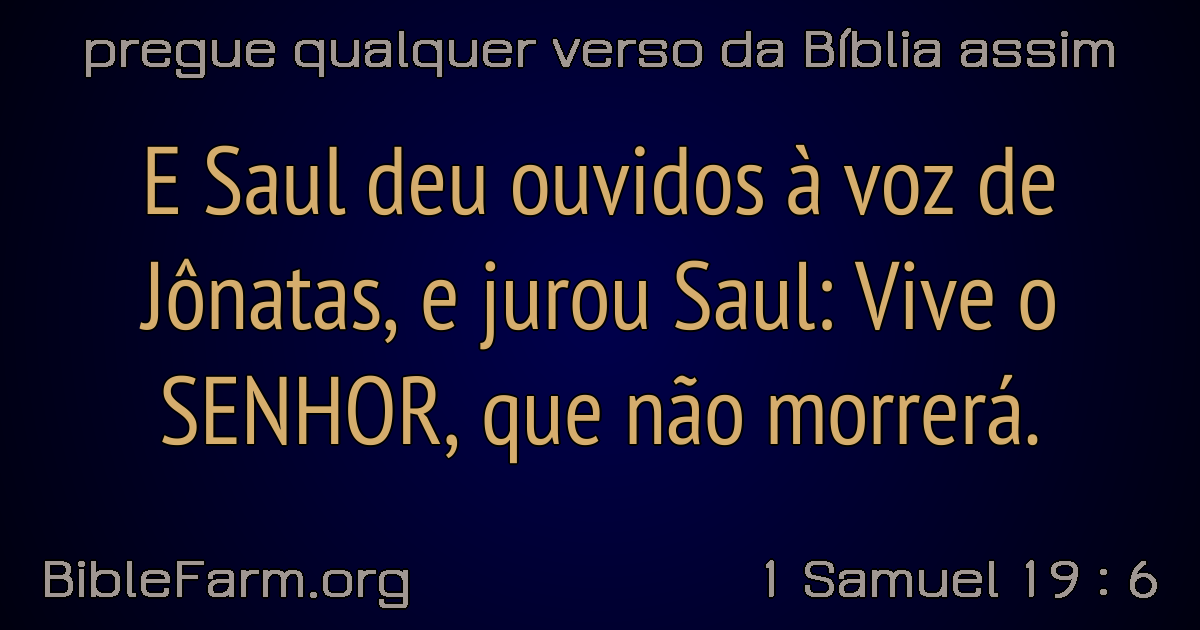 pregue qualquer verso da Bíblia assim
E Saul deu ouvidos à voz de
Jônatas, e jurou Saul: Vive o
SENHOR, que não morrerá.
BibleFarm.org
1 Samuel 19 : 6